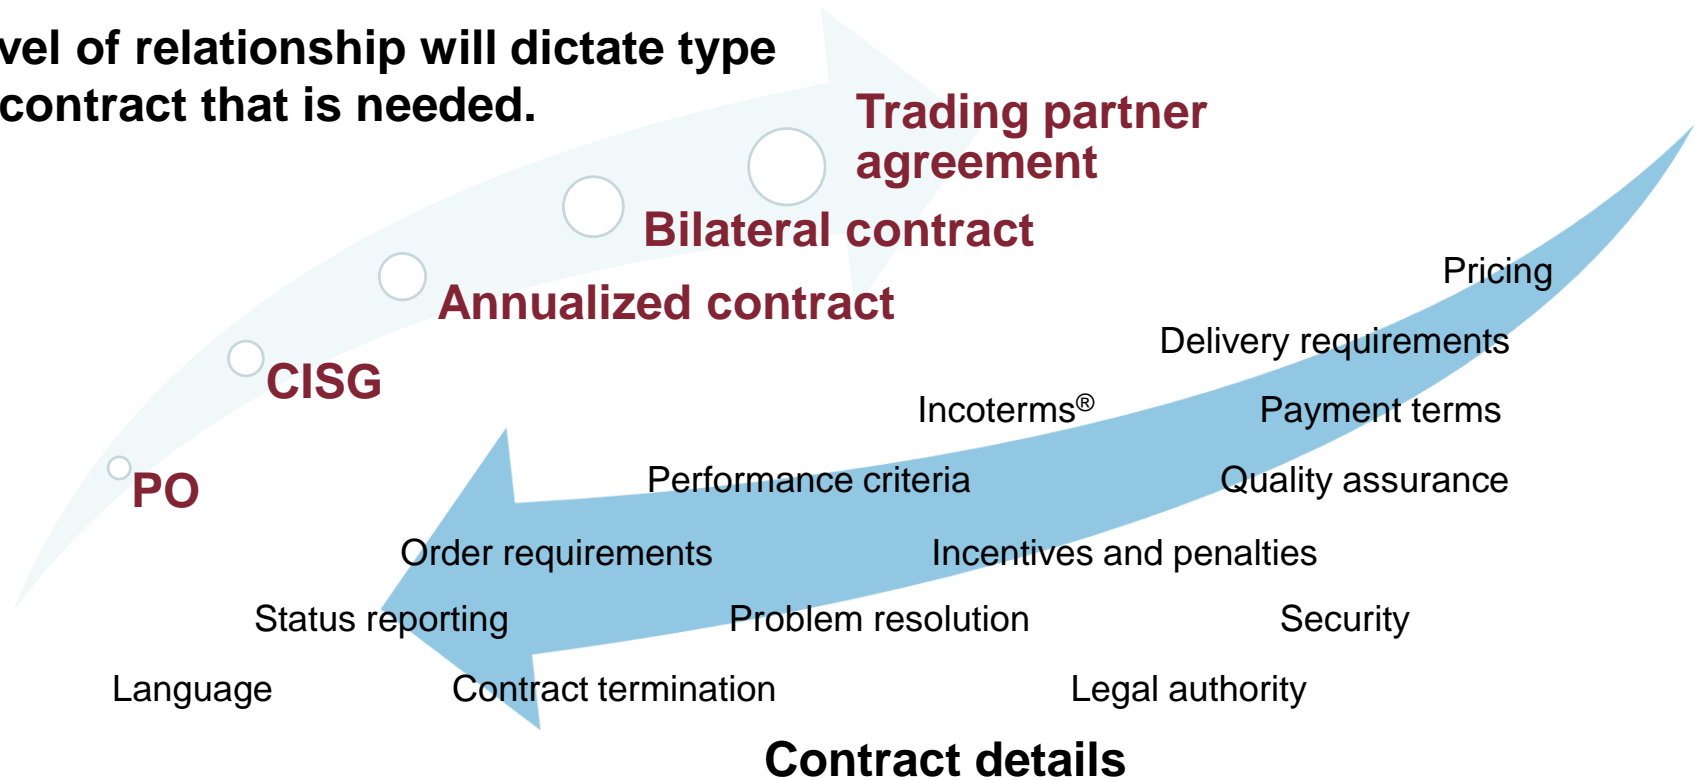 vel of relationship will dictate type
contract that is needed.
Trading partner
agreement
Bilateral contract
Annualized contract
CISG
PO
Pricing
Delivery requirements
Incoterms® Payment terms
Performance criteria Quality assurance
Order requirements Incentives and penalties
Status reporting Problem resolution Security
Language Contract termination Legal authority
Contract details